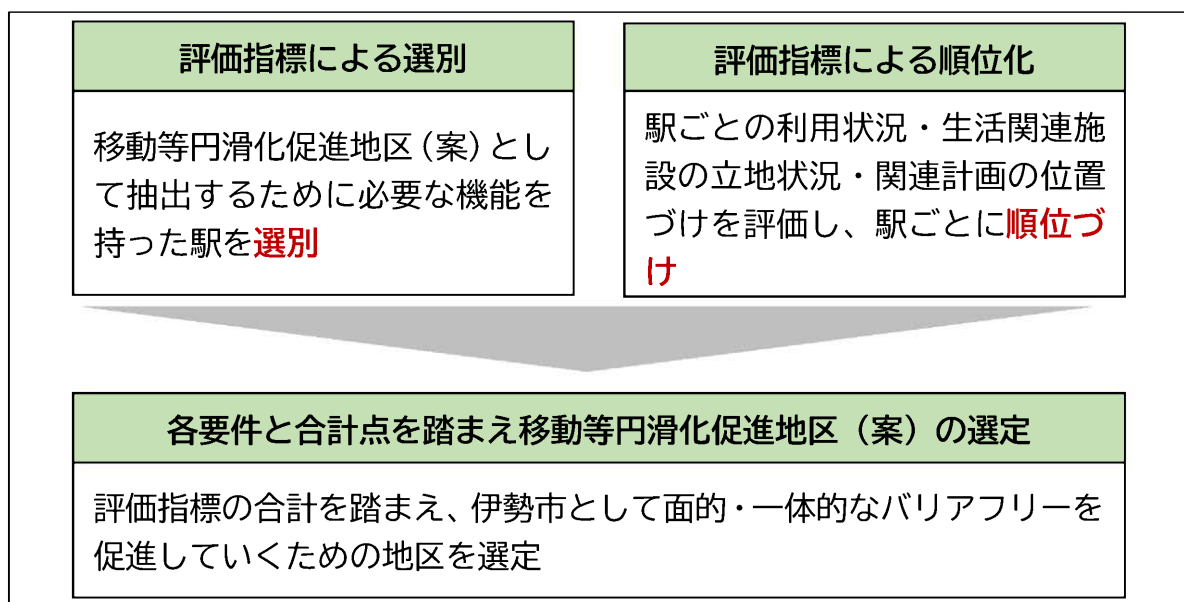 評価指標による選別
移動等円滑化促進地区（案）とし
て抽出するために必要な機能を
持った駅を選別
評価指標による順位化
駅ごとの利用状況・生活関連施
設の立地状況・関連計画の位置
づけを評価し、駅ごとに順位づ
け
各要件と合計点を踏まえ移動等円滑化促進地区（案）の選定
評価指標の合計を踏まえ、伊勢市として面的・一体的なバリアフリーを
促進していくための地区を選定